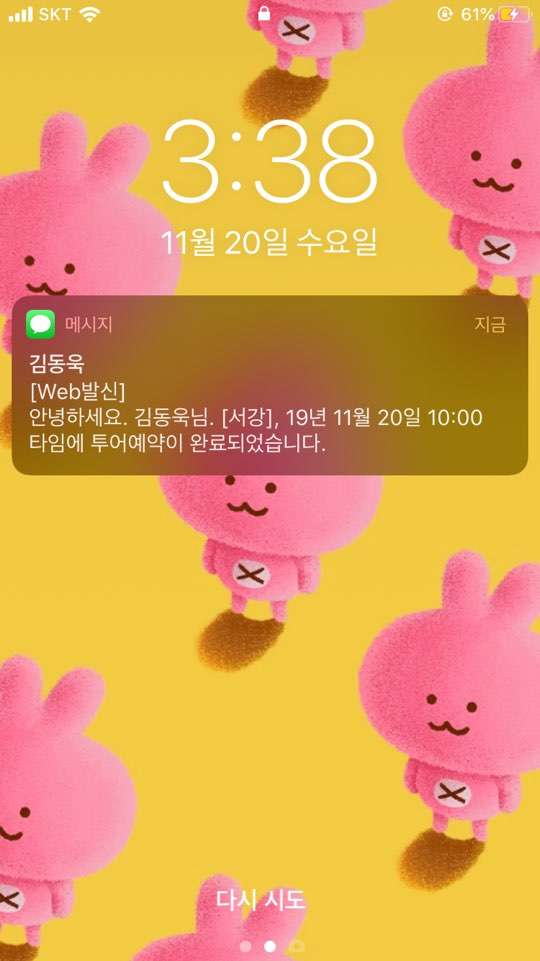 SKT 61%
3:38
11월 20일 수요일
메시지 지금
김동욱
[Web발신]
안녕하세요. 김동욱님. [서강], 19년 11월 20일 10:00
타임에 투어예약이 완료되었습니다.
다시 시도